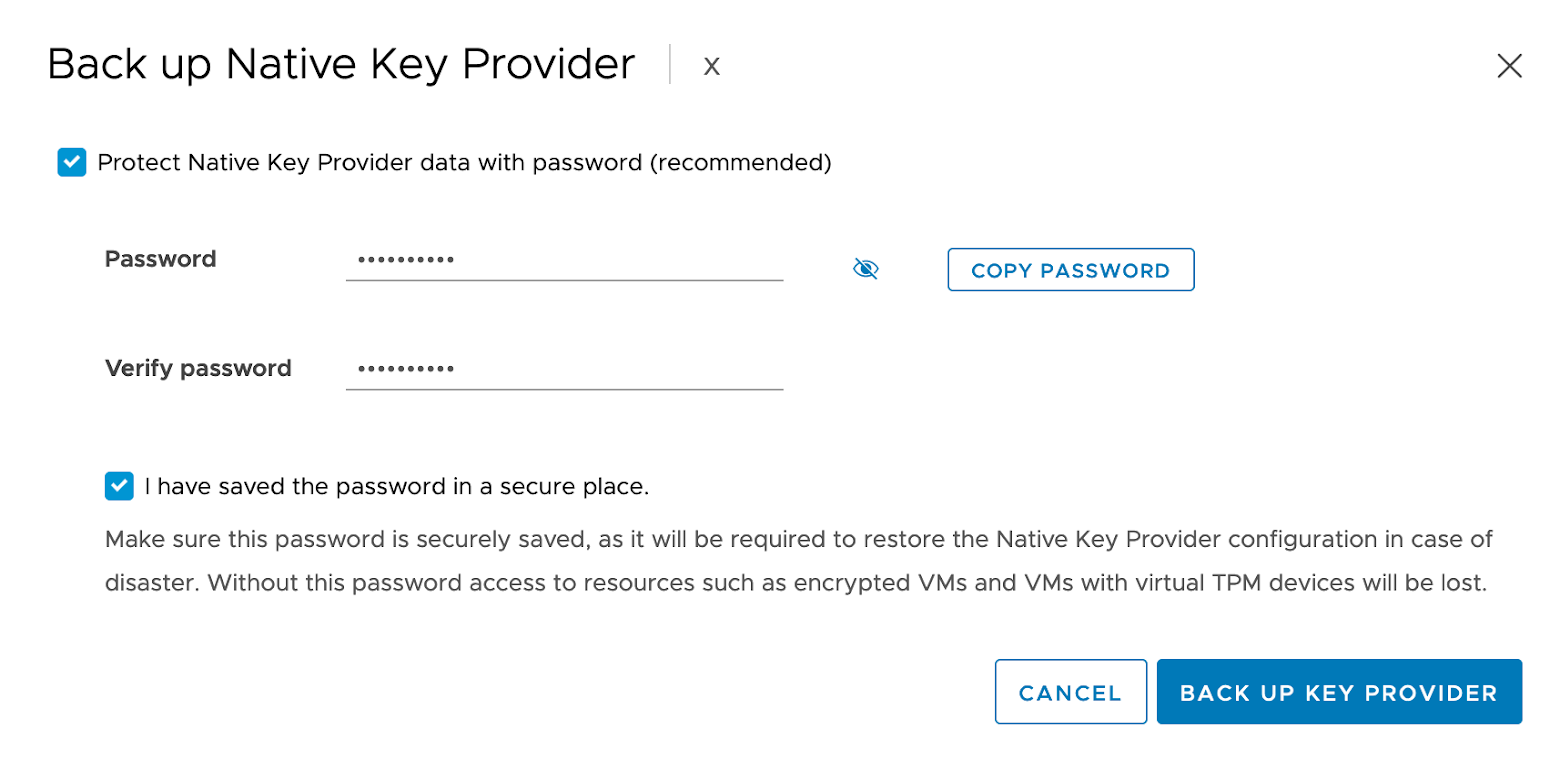 Back up Native Key Provider | x
Protect Native Key Provider data with password (recommended)
Password •••••••••• COPY PASSWORD
Verify password ••••••••••
I have saved the password in a secure place.
Make sure this password is securely saved, as it will be required to restore the Native Key Provider configuration in case of
disaster. Without this password access to resources such as encrypted VMs and VMs with virtual TPM devices will be lost.
CANCEL BACK UP KEY PROVIDER